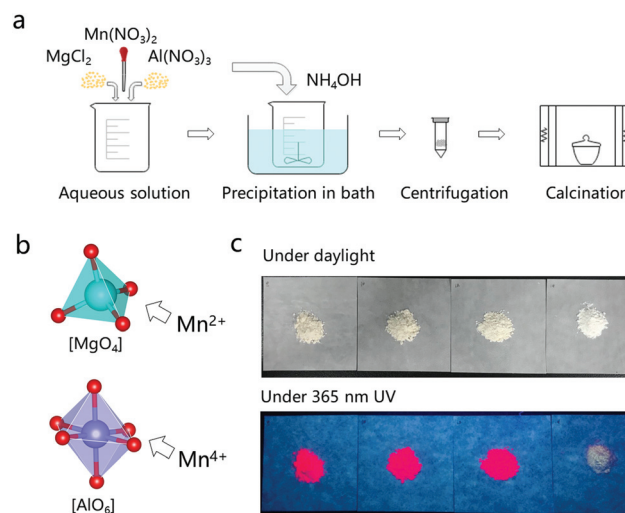 a
Mn(NO₃)₂
MgCl₂
Al(NO₃)₃
NH₄OH
Aqueous solution
Precipitation in bath
Centrifugation
Calcination
b
[MgO₄]
Mn²⁺
[AlO₆]
Mn⁴⁺
c
Under daylight
Under 365 nm UV